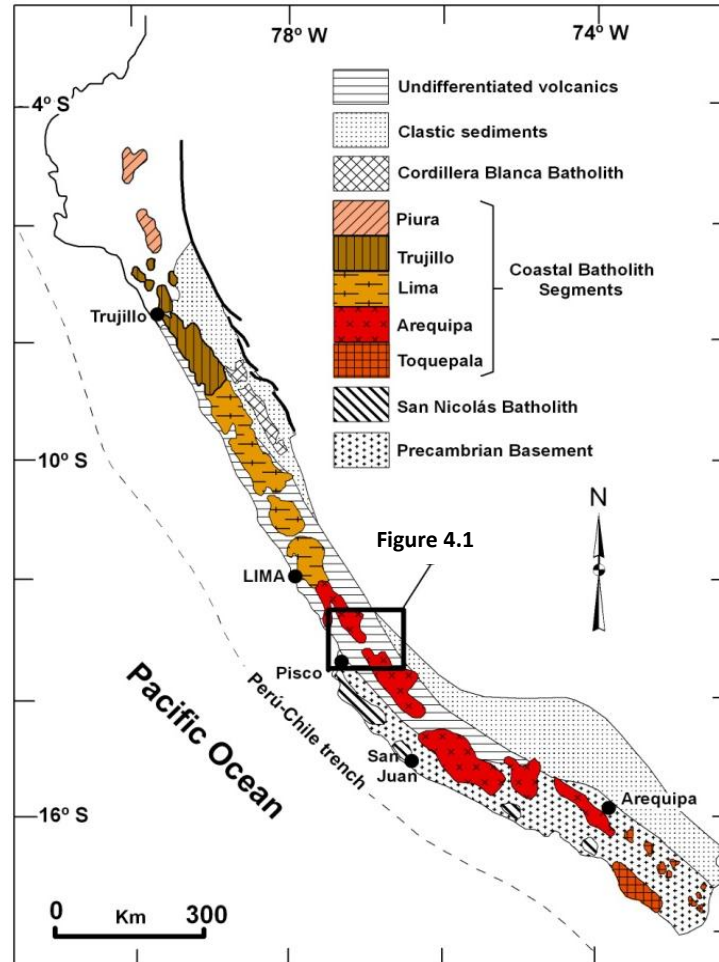 78° W
74° W
4° S
Undifferentiated volcanics
Clastic sediments
Cordillera Blanca Batholith
Piura
Trujillo
Lima
Arequipa
Toquepala
Coastal Batholith
Segments
San Nicolás Batholith
Precambrian Basement
Trujillo
10° S
N
Figure 4.1
LIMA
Pisco
Pacific Ocean
Perú-Chile trench
San
Juan
Arequipa
16° S
0 300
Km